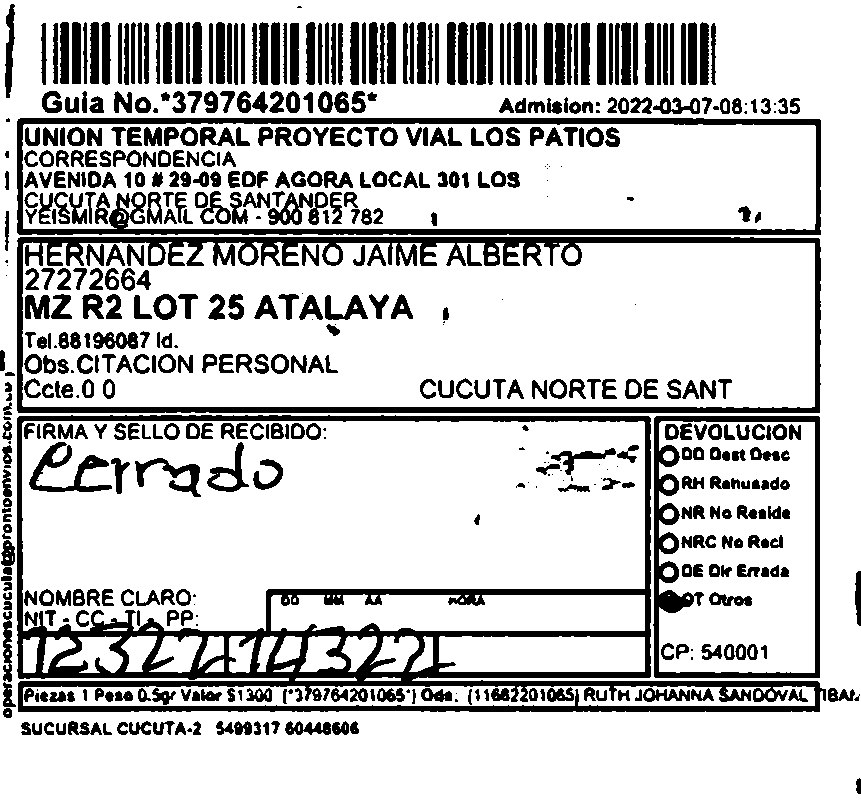 Guia No.*379764201065*
Admision: 2022-03-07-08:13:35
UNION TEMPORAL PROYECTO VIAL LOS PATIOS
CORRESPONDENCIA
AVENIDA 10 # 29-09 EDF AGORA LOCAL 301 LOS
CUCUTA NORTE DE SANTANDER
YEISMIR@GMAIL COM - 900 812 782
HERNANDEZ MORENO JAIME ALBERTO
27272664
MZ R2 LOT 25 ATALAYA
Tel.88196087 Id.
Obs.CITACION PERSONAL
Ccte.0 0 CUCUTA NORTE DE SANT
FIRMA Y SELLO DE RECIBIDO:
Cerrado
NOMBRE CLARO:
NIT - CC - TI - PP:
DD MM AA HORA
DEVOLUCION
DD Dest Desc
RH Rehusado
NR No Reside
NRC No Recl
DE Dir Errada
OT Otros
CP: 540001
Piezas 1 Peso 0.5gr Valor $1300 (*379764201065*) Ods: (11682201065) RUTH JOHANNA SANDOVAL TIBAM
SUCURSAL CUCUTA-2 5499317 60448606
operacionescucuta@prontoenvios.com.co